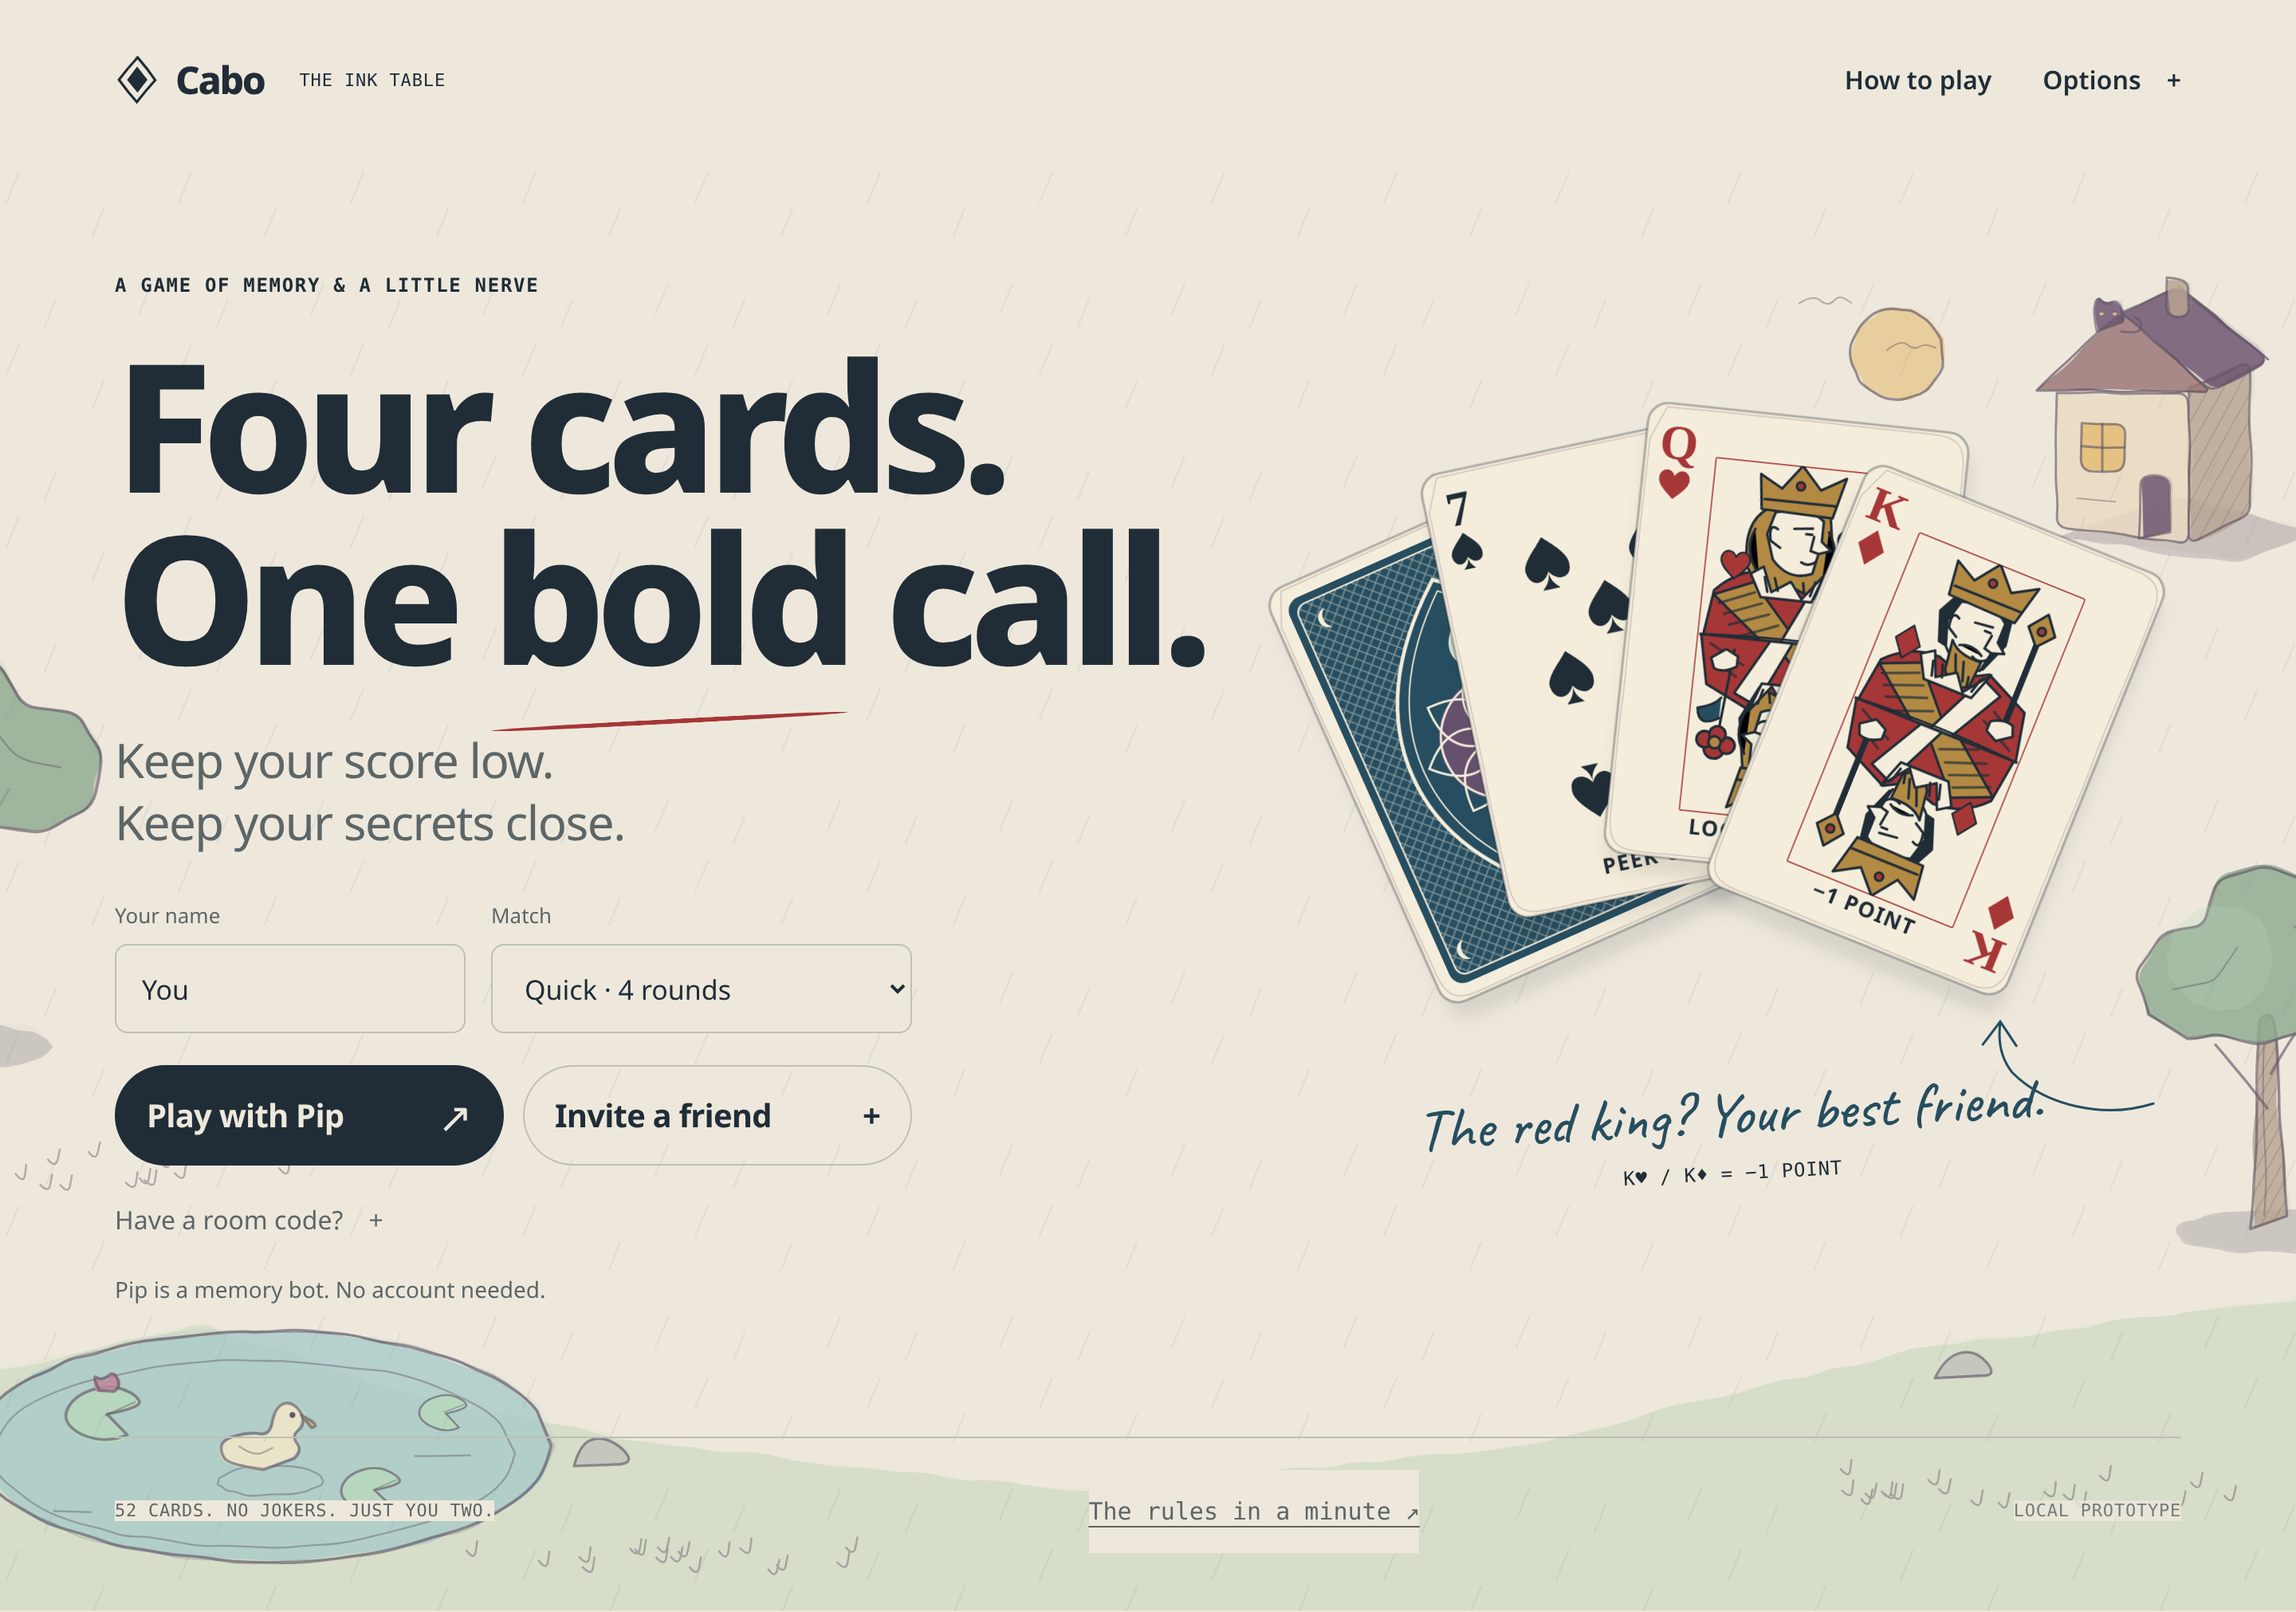 Cabo
THE INK TABLE
How to play
Options +
A GAME OF MEMORY & A LITTLE NERVE
Four cards.
One bold call.
Keep your score low.
Keep your secrets close.
Your name
Match
You
Quick · 4 rounds
Play with Pip ↗
Invite a friend +
Have a room code? +
Pip is a memory bot. No account needed.
7
PEEK
Q
LOO
K
−1 POINT
K
The red king? Your best friend.
K♥ / K♦ = −1 POINT
52 CARDS. NO JOKERS. JUST YOU TWO.
The rules in a minute ↗
LOCAL PROTOTYPE